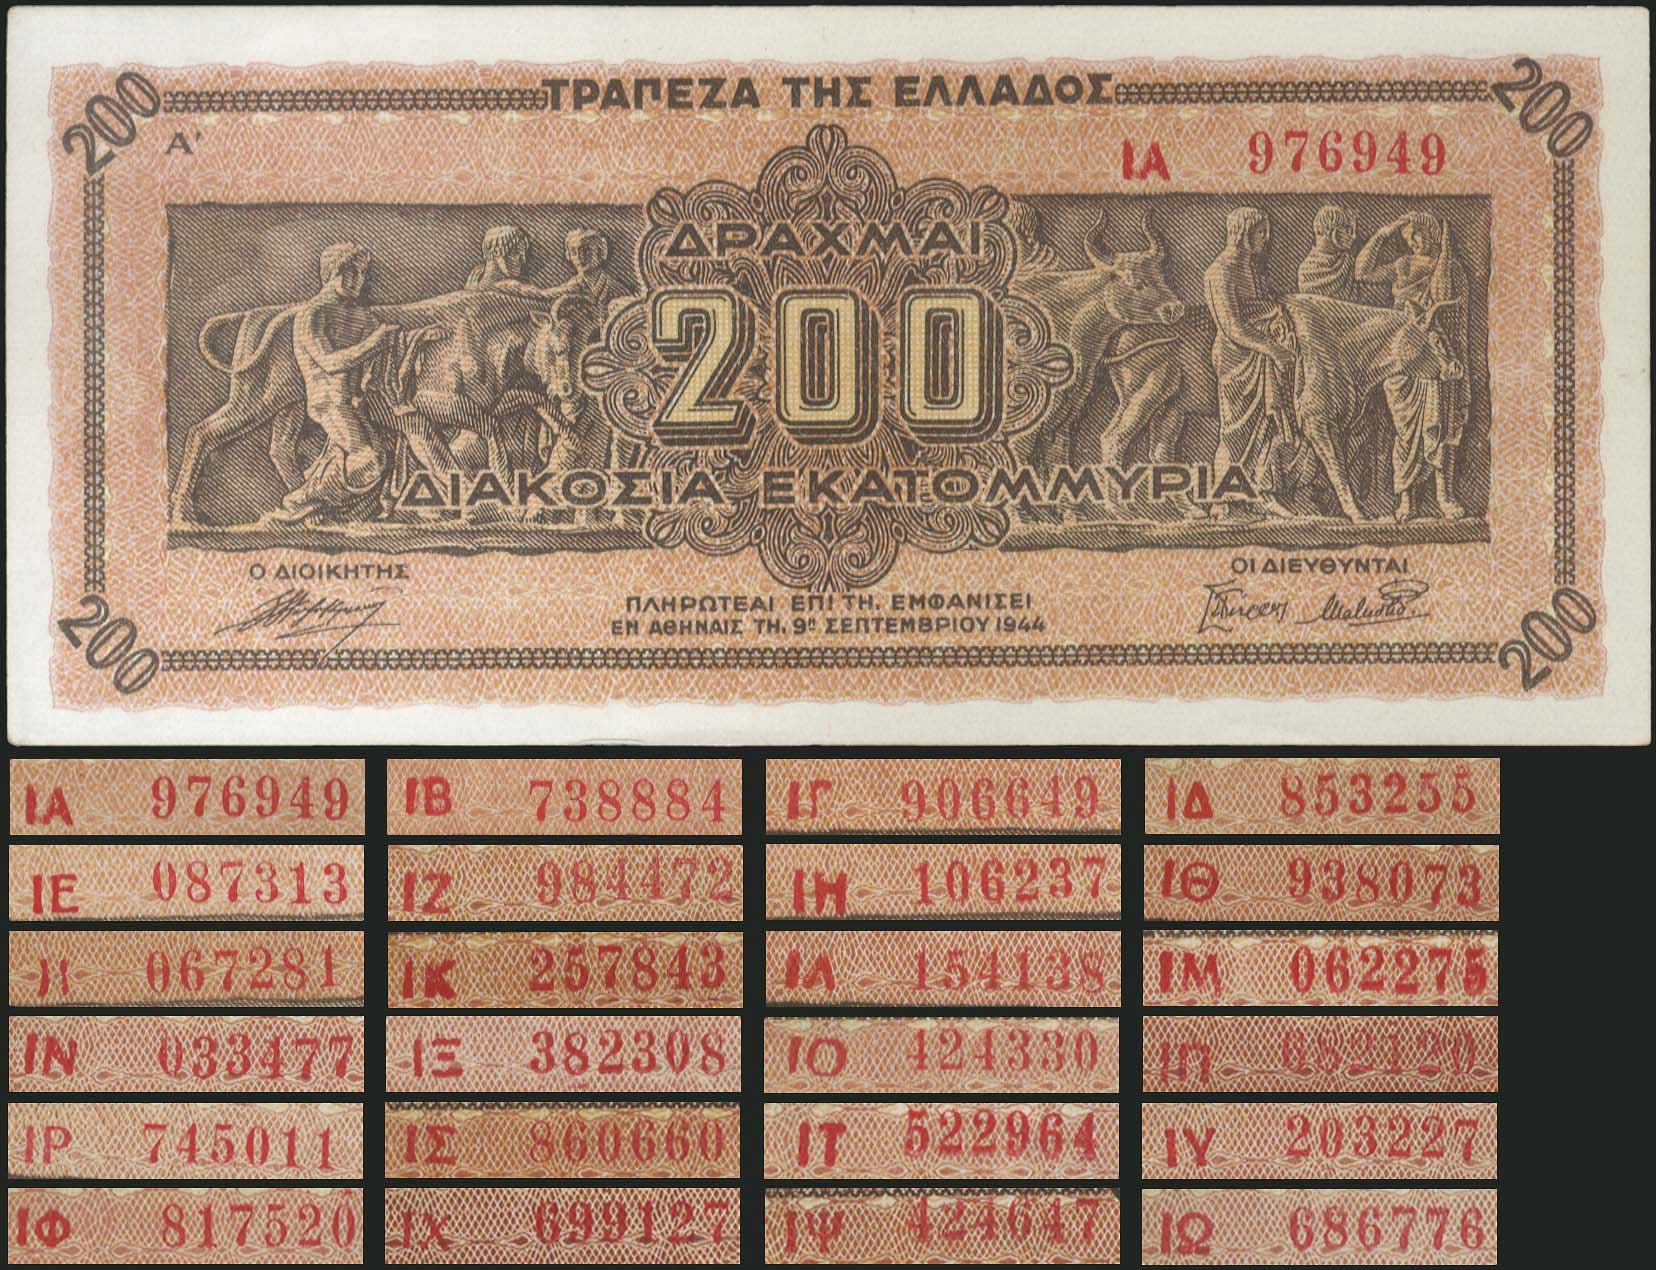 200 ΤΡΑΠΕΖΑ ΤΗΣ ΕΛΛΑΔΟΣ 200
Α' ΙΑ 976949
ΔΡΑΧΜΑΙ
200
ΔΙΑΚΟΣΙΑ ΕΚΑΤΟΜΜΥΡΙΑ
Ο ΔΙΟΙΚΗΤΗΣ ΟΙ ΔΙΕΥΘΥΝΤΑΙ
ΠΛΗΡΩΤΕΑΙ ΕΠΙ ΤΗ. ΕΜΦΑΝΙΣΕΙ
ΕΝ ΑΘΗΝΑΙΣ ΤΗ. 9ῃ ΣΕΠΤΕΜΒΡΙΟΥ 1944
200 200
ΙΑ 976949 ΙΒ 738884 ΙΓ 906649 ΙΔ 853255
ΙΕ 087313 ΙΖ 984472 ΙΗ 106237 ΙΘ 938073
ΙΙ 067281 ΙΚ 257843 ΙΛ 154138 ΙΜ 062275
ΙΝ 033477 ΙΞ 382308 ΙΟ 424330 ΙΠ
ΙΡ 745011 ΙΣ 860660 ΙΤ 522964 ΙΥ 203227
ΙΦ 817520 ΙΧ 699127 ΙΨ 424647 ΙΩ 686776